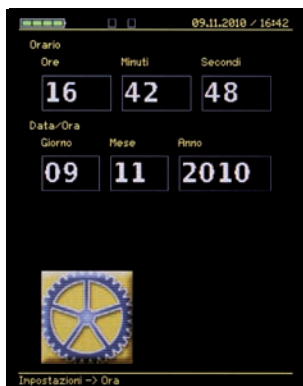 09.11.2010 / 16:42
Orario
Ore Minuti Secondi
16 42 48
Data/Ora
Giorno Mese Anno
09 11 2010
Impostazioni -> Ora